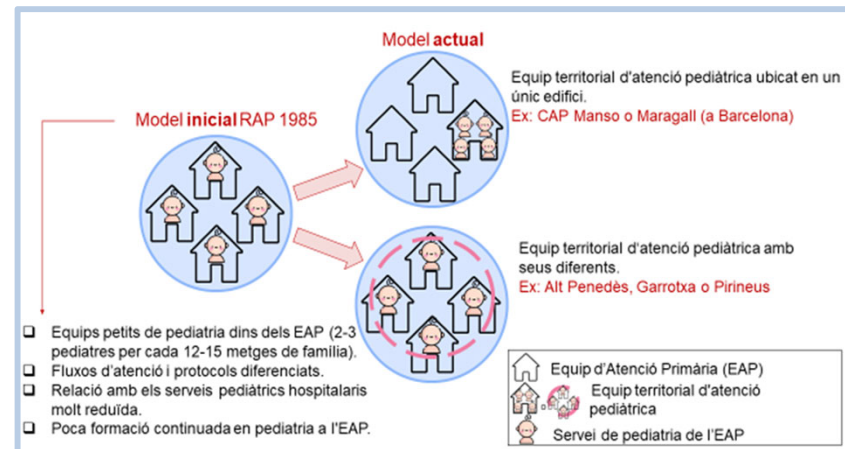 Model actual
Equip territorial d'atenció pediàtrica ubicat en un
únic edifici.
Ex: CAP Manso o Maragall (a Barcelona)
Model inicial RAP 1985
Equip territorial d'atenció pediàtrica amb
seus diferents.
Ex: Alt Penedès, Garrotxa o Pirineus
Equips petits de pediatria dins dels EAP (2-3
pediatres per cada 12-15 metges de familia).
Fluxos d'atenció i protocols diferenciats.
Relació amb els serveis pediàtrics hospitalaris
molt reduïda.
Poca formació continuada en pediatria a l'EAP.
Equip d'Atenció Primària (EAP)
Equip territorial d'atenció
pediàtrica
Servei de pediatria de l'EAP